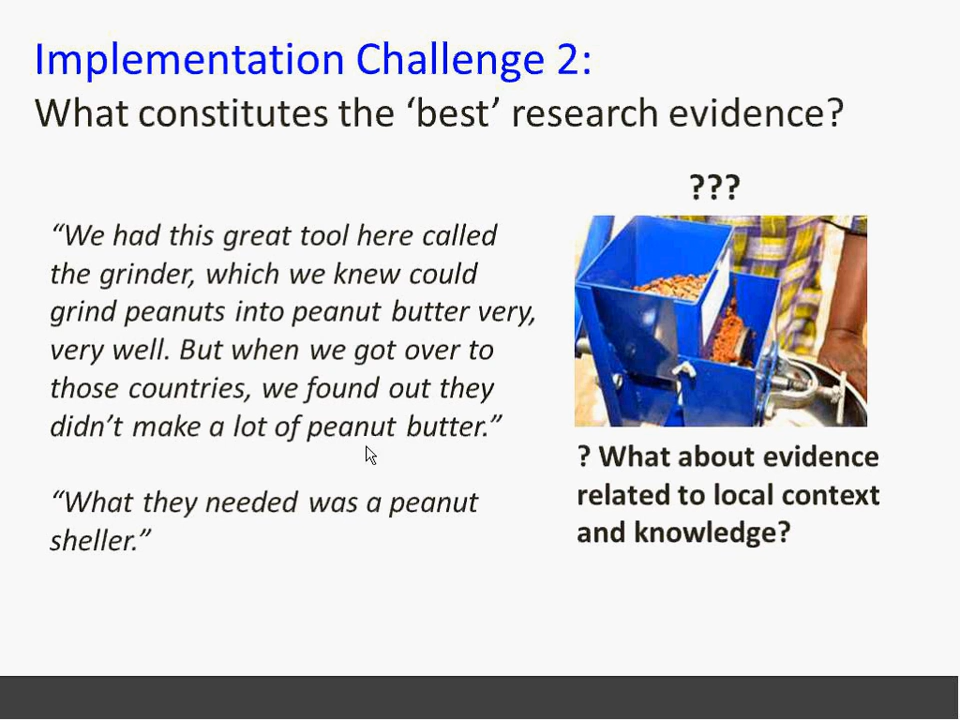 Implementation Challenge 2:
What constitutes the ‘best’ research evidence?
???
“We had this great tool here called
the grinder, which we knew could
grind peanuts into peanut butter very,
very well. But when we got over to
those countries, we found out they
didn’t make a lot of peanut butter.”
“What they needed was a peanut
sheller.”
? What about evidence
related to local context
and knowledge?